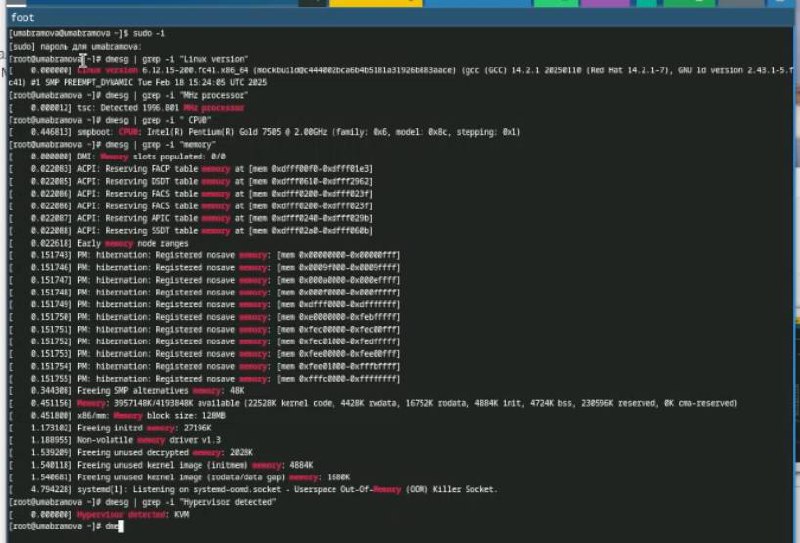 foot
[umabramova@umabramova ~]$ sudo -i
[sudo] пароль для umabramova:
[root@umabramova ~]# dmesg | grep -i "Linux version"
[    0.000000] Linux version 6.12.15-200.fc41.x86_64 (mockbuild@c444002bca6b4b5181a31926b883aace) (gcc (GCC) 14.2.1 20250110 (Red Hat 14.2.1-7), GNU ld version 2.43.1-5.f
c41) #1 SMP PREEMPT_DYNAMIC Tue Feb 18 15:24:05 UTC 2025
[root@umabramova ~]# dmesg | grep -i "MHz processor"
[    0.000012] tsc: Detected 1996.801 MHz processor
[root@umabramova ~]# dmesg | grep -i " CPU0"
[    0.446813] smpboot: CPU0: Intel(R) Pentium(R) Gold 7505 @ 2.00GHz (family: 0x6, model: 0x8c, stepping: 0x1)
[root@umabramova ~]# dmesg | grep -i "memory"
[    0.000000] DMI: Memory slots populated: 0/0
[    0.022083] ACPI: Reserving FACP table memory at [mem 0xdfff00f0-0xdfff01e3]
[    0.022085] ACPI: Reserving DSDT table memory at [mem 0xdfff0610-0xdfff2962]
[    0.022086] ACPI: Reserving FACS table memory at [mem 0xdfff0200-0xdfff023f]
[    0.022086] ACPI: Reserving FACS table memory at [mem 0xdfff0200-0xdfff023f]
[    0.022087] ACPI: Reserving APIC table memory at [mem 0xdfff0240-0xdfff029b]
[    0.022088] ACPI: Reserving SSDT table memory at [mem 0xdfff02a0-0xdfff060b]
[    0.022618] Early memory node ranges
[    0.151743] PM: hibernation: Registered nosave memory: [mem 0x00000000-0x00000fff]
[    0.151746] PM: hibernation: Registered nosave memory: [mem 0x0009f000-0x0009ffff]
[    0.151747] PM: hibernation: Registered nosave memory: [mem 0x000a0000-0x000effff]
[    0.151748] PM: hibernation: Registered nosave memory: [mem 0x000f0000-0x000fffff]
[    0.151749] PM: hibernation: Registered nosave memory: [mem 0xdfff0000-0xdfffffff]
[    0.151750] PM: hibernation: Registered nosave memory: [mem 0xe0000000-0xfebfffff]
[    0.151751] PM: hibernation: Registered nosave memory: [mem 0xfec00000-0xfec00fff]
[    0.151752] PM: hibernation: Registered nosave memory: [mem 0xfec01000-0xfedfffff]
[    0.151753] PM: hibernation: Registered nosave memory: [mem 0xfee00000-0xfee00fff]
[    0.151754] PM: hibernation: Registered nosave memory: [mem 0xfee01000-0xfffbffff]
[    0.151755] PM: hibernation: Registered nosave memory: [mem 0xfffc0000-0xffffffff]
[    0.344308] Freeing SMP alternatives memory: 48K
[    0.451156] Memory: 3957148K/4193848K available (22528K kernel code, 4428K rwdata, 16752K rodata, 4884K init, 4724K bss, 230596K reserved, 0K cma-reserved)
[    0.451800] x86/mm: Memory block size: 128MB
[    1.173102] Freeing initrd memory: 27196K
[    1.188955] Non-volatile memory driver v1.3
[    1.539209] Freeing unused decrypted memory: 2028K
[    1.540118] Freeing unused kernel image (initmem) memory: 4884K
[    1.540681] Freeing unused kernel image (rodata/data gap) memory: 1680K
[    4.794228] systemd[1]: Listening on systemd-oomd.socket - Userspace Out-Of-Memory (OOM) Killer Socket.
[root@umabramova ~]# dmesg | grep -i "Hypervisor detected"
[    0.000000] Hypervisor detected: KVM
[root@umabramova ~]# dme